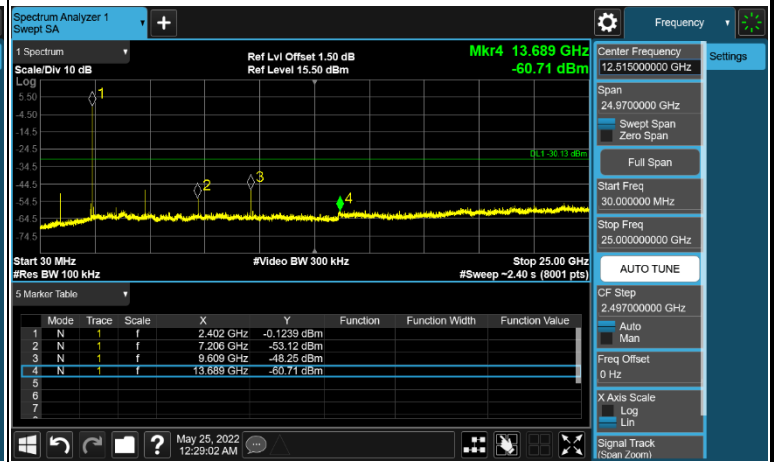 Spectrum Analyzer 1
Swept SA
Frequency
1 Spectrum
Scale/Div 10 dB
Ref Lvl Offset 1.50 dB
Ref Level 15.50 dBm
Mkr4 13.689 GHz
-60.71 dBm
Log
5.50
-4.50
-14.5
-24.5
-34.5
-44.5
-54.5
-64.5
-74.5
1
2
3
4
DL1 -30.13 dBm
Start 30 MHz
#Res BW 100 kHz
#Video BW 300 kHz
Stop 25.00 GHz
#Sweep ~2.40 s (8001 pts)
5 Marker Table
Mode Trace Scale X Y Function Function Width Function Value
1 N 1 f 2.402 GHz -0.1239 dBm
2 N 1 f 7.206 GHz -53.12 dBm
3 N 1 f 9.609 GHz -48.25 dBm
4 N 1 f 13.689 GHz -60.71 dBm
5
6
7
May 25, 2022
12:29:02 AM
Center Frequency
12.515000000 GHz
Settings
Span
24.9700000 GHz
Swept Span
Zero Span
Full Span
Start Freq
30.000000 MHz
Stop Freq
25.000000000 GHz
AUTO TUNE
CF Step
2.497000000 GHz
Auto
Man
Freq Offset
0 Hz
X Axis Scale
Log
Lin
Signal Track
(Span Zoom)